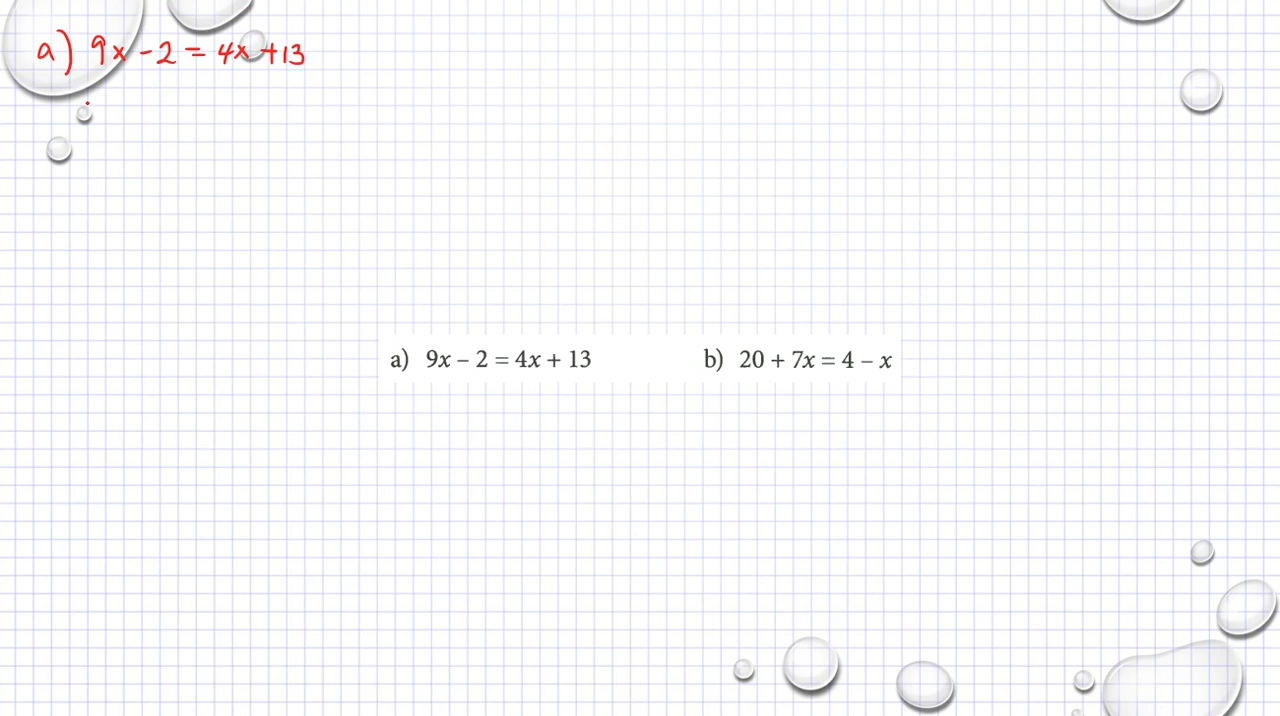 a) 9x - 2 = 4x + 13
a) 9x – 2 = 4x + 13 b) 20 + 7x = 4 – x